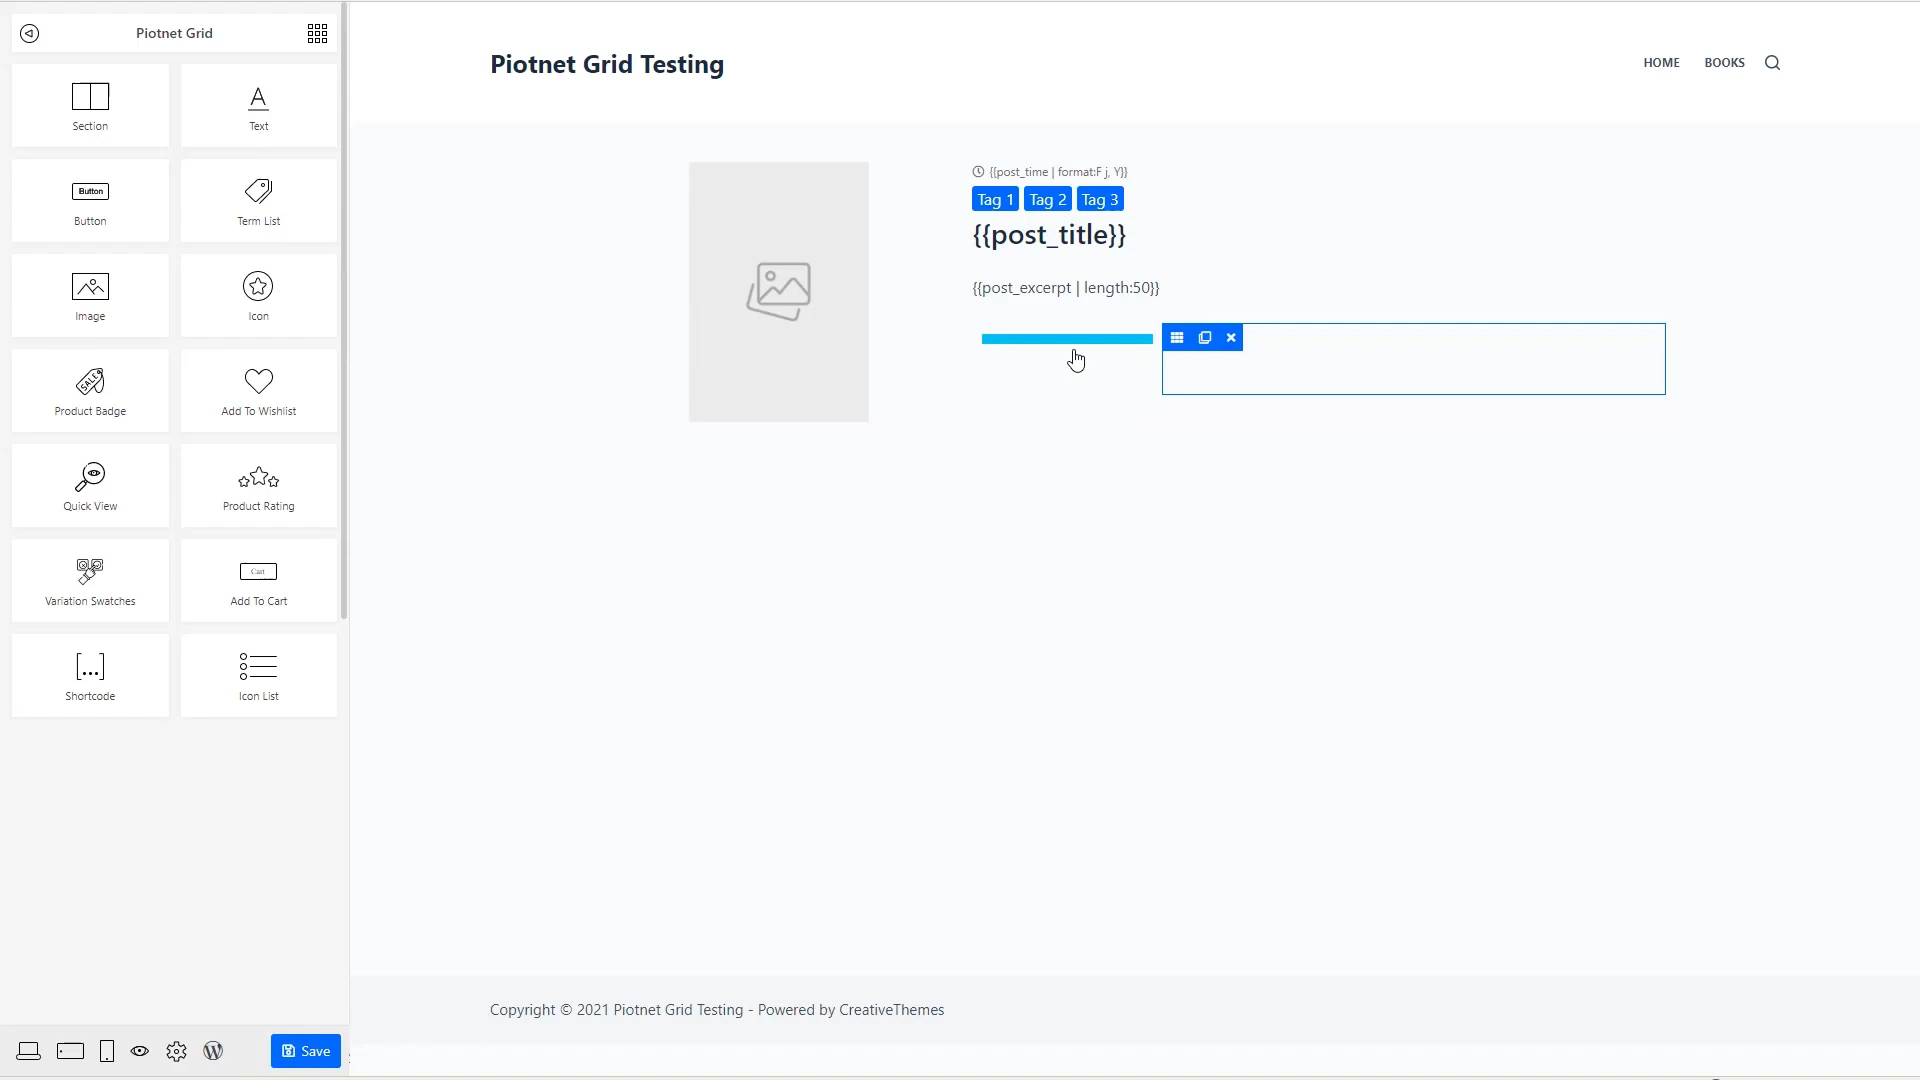 Piotnet Grid
Section
Text
Button
Button
Term List
Image
Icon
SALE
Product Badge
Add To Wishlist
Quick View
Product Rating
Variation Swatches
Cart
Add To Cart
[...]
Shortcode
Icon List
Save
Piotnet Grid Testing
HOME
BOOKS
{{post_time | format:F j, Y}}
Tag 1
Tag 2
Tag 3
{{post_title}}
{{post_excerpt | length:50}}
Copyright © 2021 Piotnet Grid Testing - Powered by CreativeThemes